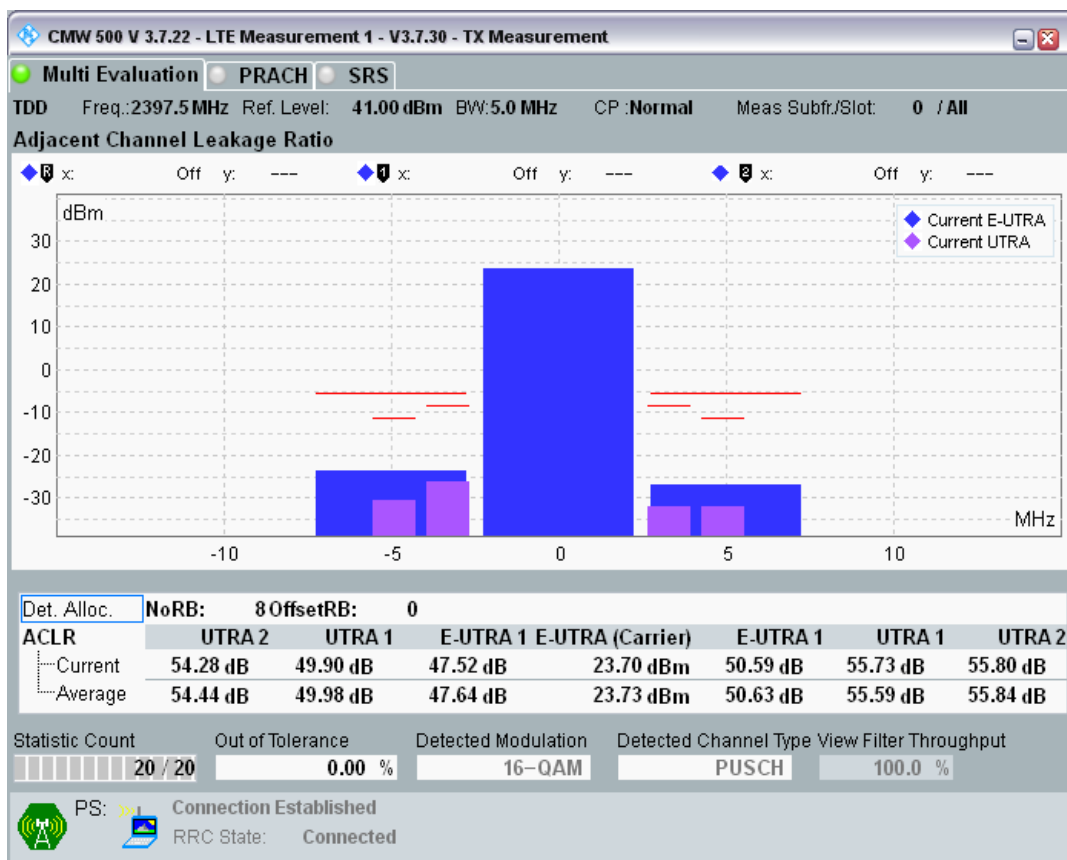 CMW 500 V 3.7.22 - LTE Measurement 1 - V3.7.30 - TX Measurement
Multi Evaluation PRACH SRS
TDD Freq.:2397.5 MHz Ref. Level: 41.00 dBm BW:5.0 MHz CP :Normal Meas Subfr./Slot: 0 / All
Adjacent Channel Leakage Ratio
R x: Off y: --- 1 x: Off y: --- 2 x: Off y: ---
dBm
Current E-UTRA
Current UTRA
30
20
10
0
-10
-20
-30
MHz
-10 -5 0 5 10
Det. Alloc. NoRB: 8 OffsetRB: 0
ACLR UTRA 2 UTRA 1 E-UTRA 1 E-UTRA (Carrier) E-UTRA 1 UTRA 1 UTRA 2
Current 54.28 dB 49.90 dB 47.52 dB 23.70 dBm 50.59 dB 55.73 dB 55.80 dB
Average 54.44 dB 49.98 dB 47.64 dB 23.73 dBm 50.63 dB 55.59 dB 55.84 dB
Statistic Count Out of Tolerance Detected Modulation Detected Channel Type View Filter Throughput
20 / 20 0.00 % 16-QAM PUSCH 100.0 %
PS: Connection Established
RRC State: Connected